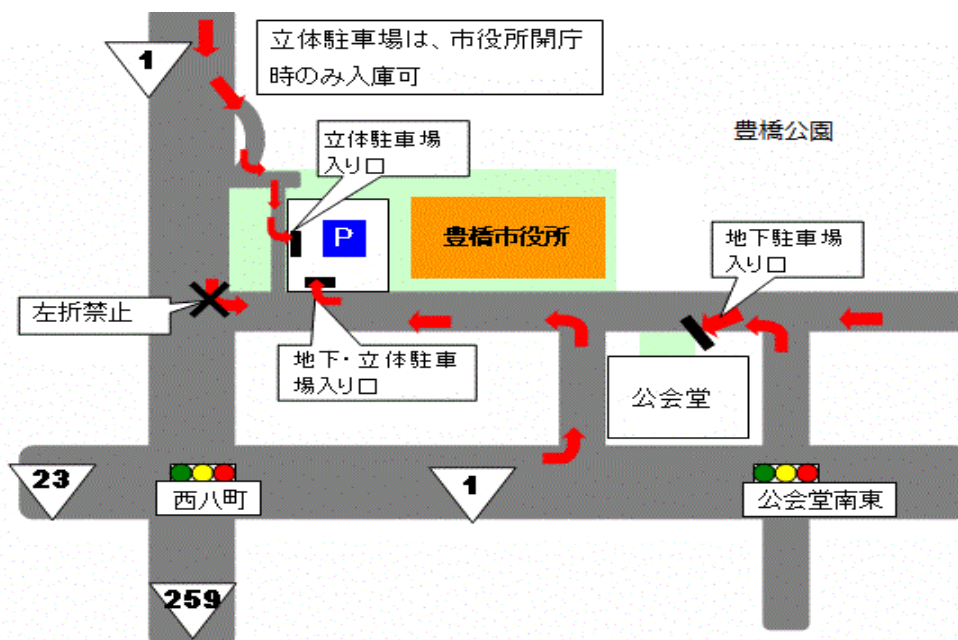 立体駐車場は、市役所開庁
時のみ入庫可
1
豊橋公園
立体駐車場
入り口
P
豊橋市役所
地下駐車場
入り口
左折禁止
地下・立体駐車
場入り口
公会堂
23
西八町
1
公会堂南東
259